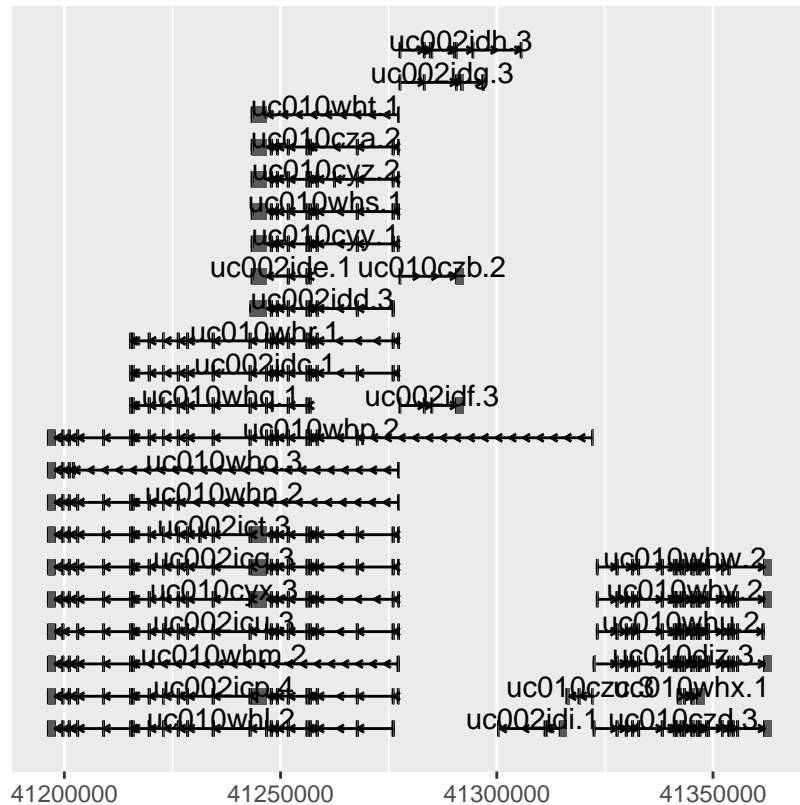 uc002idh.3
uc002idg.3
uc010wht.1
uc010cza.2
uc010cyz.2
uc010whs.1
uc010cyy.1
uc002ide.1 uc010czb.2
uc002idd.3
uc010whr.1
uc002idc.1
uc010whq.1 uc002idf.3
uc010whp.2
uc010who.3
uc010whn.2
uc002ict.3
uc002icq.3 uc010whw.2
uc010cyx.3 uc010whv.2
uc002icu.3 uc010whu.2
uc010whm.2 uc010diz.3
uc002icp.4 uc010czc.3 uc010whx.1
uc010whl.2 uc002idi.1 uc010czd.3
41200000 41250000 41300000 41350000